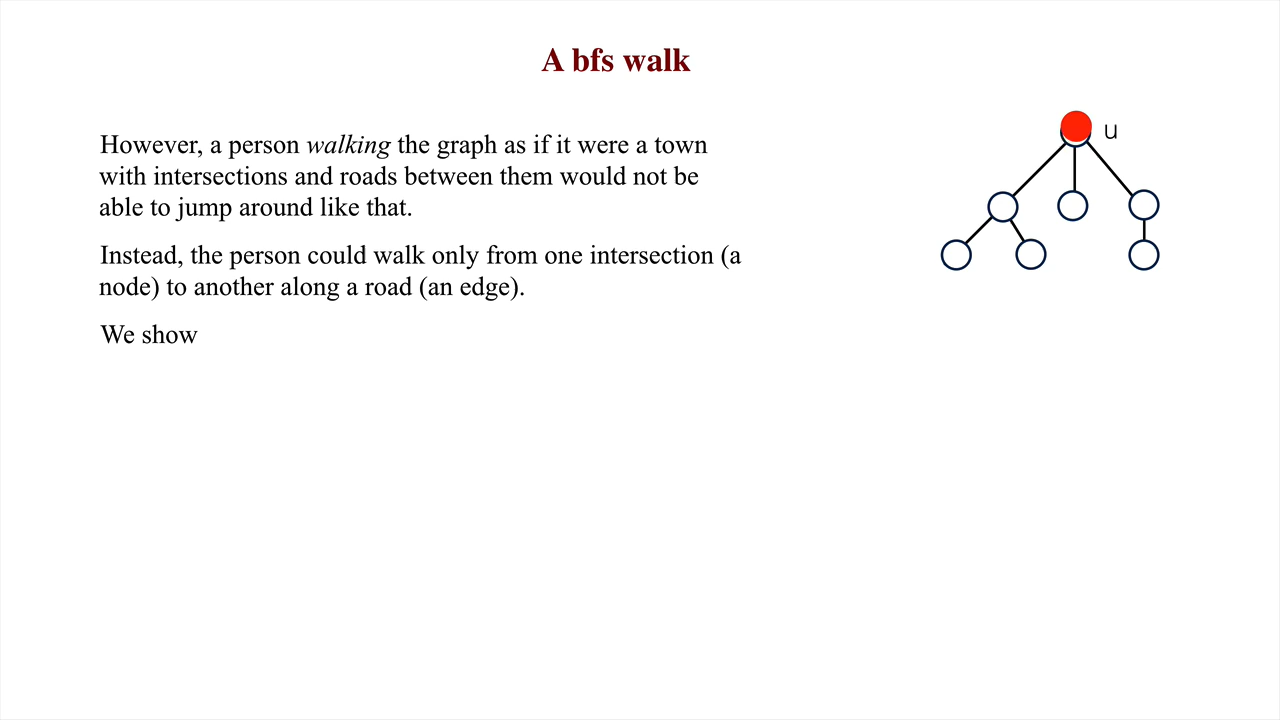 A bfs walk
However, a person walking the graph as if it were a town
with intersections and roads between them would not be
able to jump around like that.
Instead, the person could walk only from one intersection (a
node) to another along a road (an edge).
We show
u